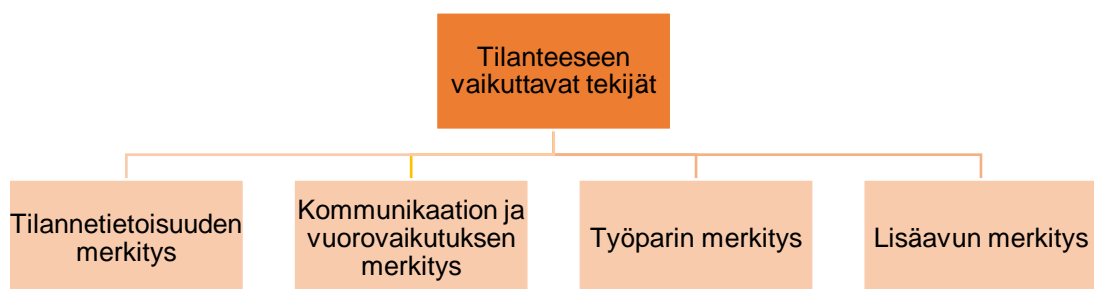 Tilanteeseen
vaikuttavat tekijät
Tilannetietoisuuden
merkitys
Kommunikaation ja
vuorovaikutuksen
merkitys
Työparin merkitys
Lisäavun merkitys